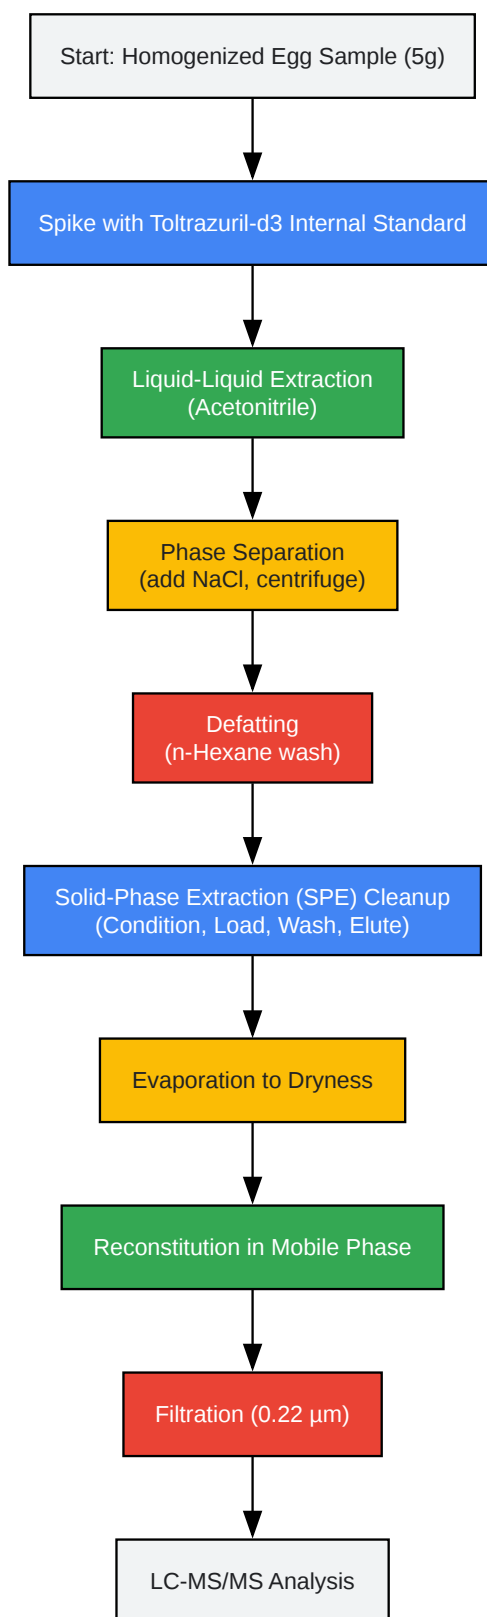 Start: Homogenized Egg Sample (5g)
Spike with Toltrazuril-d3 Internal Standard
Liquid-Liquid Extraction
(Acetonitrile)
Phase Separation
(add NaCl, centrifuge)
Defatting
(n-Hexane wash)
Solid-Phase Extraction (SPE) Cleanup
(Condition, Load, Wash, Elute)
Evaporation to Dryness
Reconstitution in Mobile Phase
Filtration (0.22 µm)
LC-MS/MS Analysis